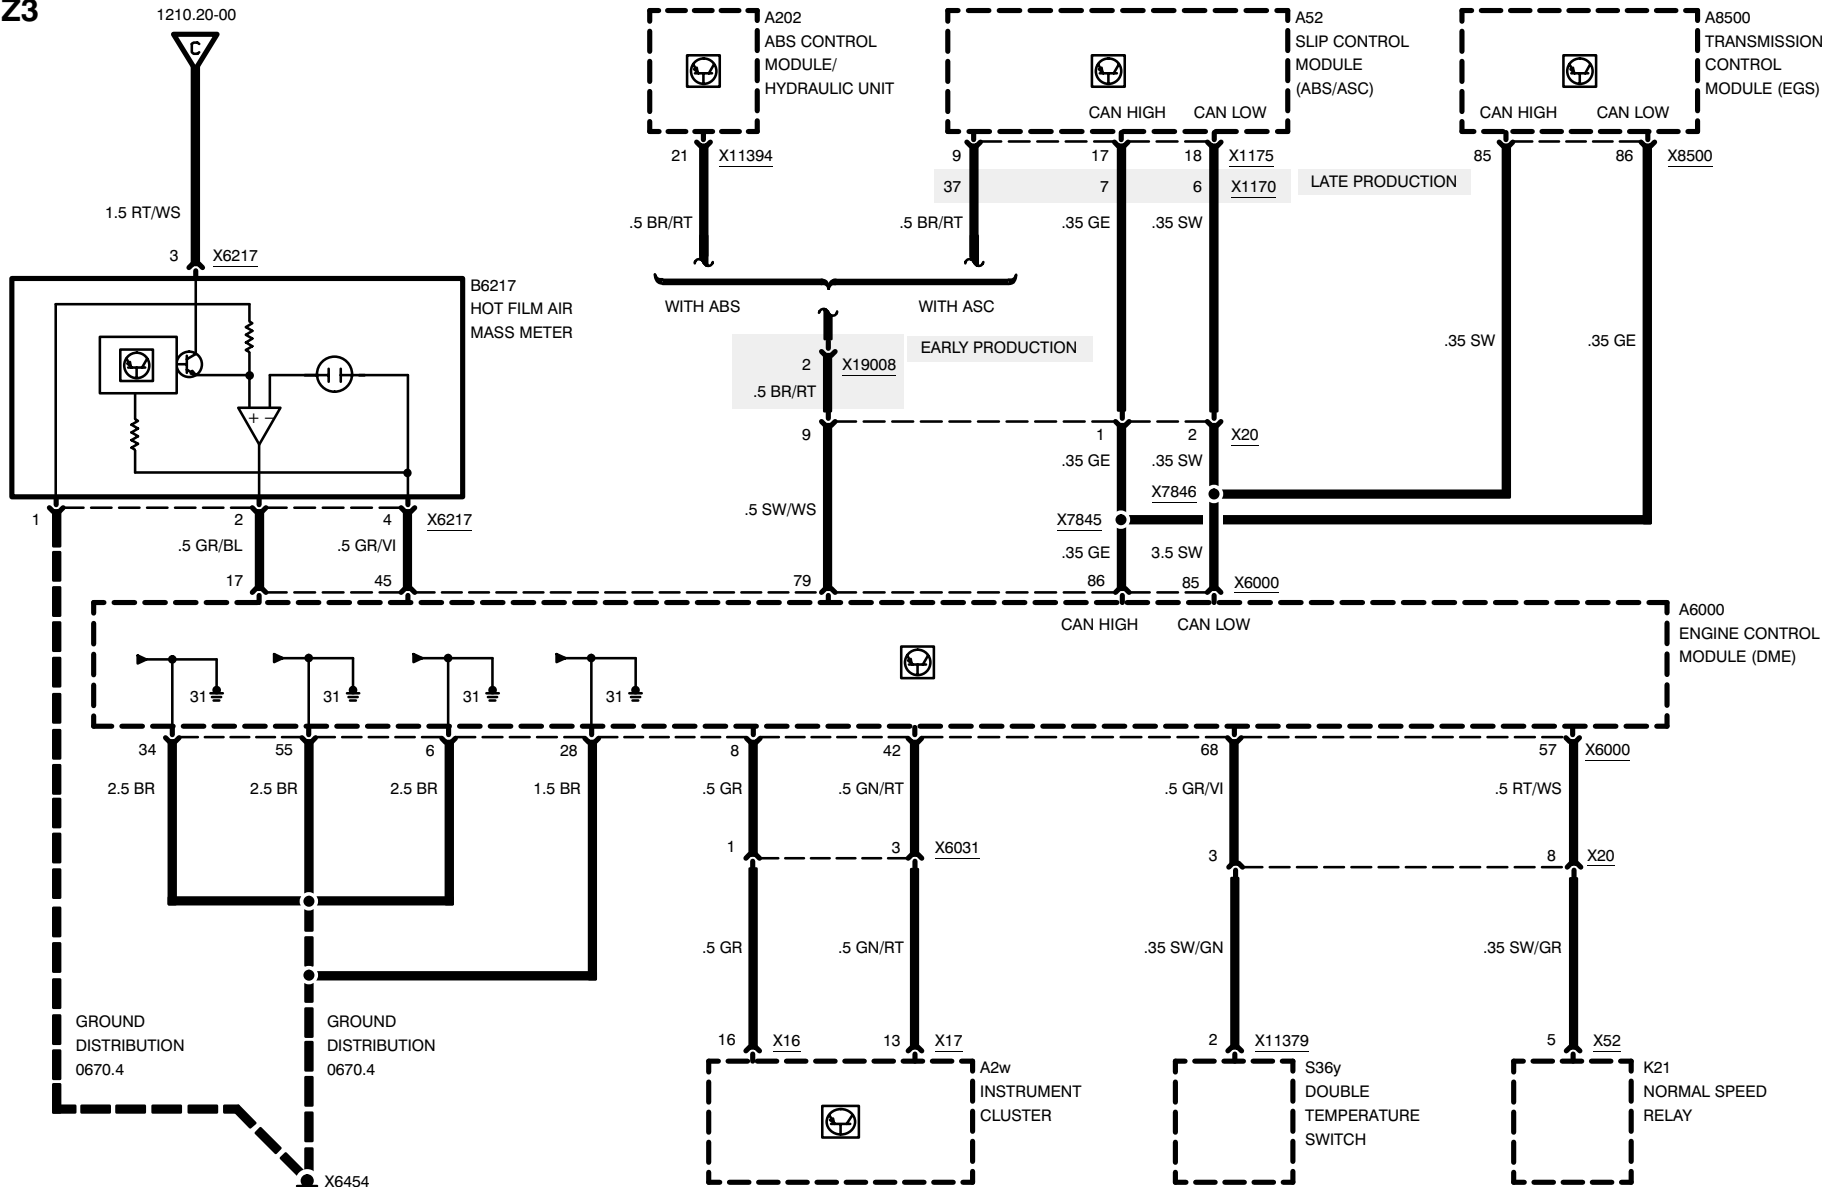 Z3
1210.20-00
C
1.5 RT/WS
3 X6217
B6217
HOT FILM AIR
MASS METER
+ −
1 2 4 X6217
.5 GR/BL .5 GR/VI
17 45
A202
ABS CONTROL
MODULE/
HYDRAULIC UNIT
21 X11394
.5 BR/RT
A52
SLIP CONTROL
MODULE
(ABS/ASC)
CAN HIGH CAN LOW
9 17 18 X1175
37 7 6 X1170
LATE PRODUCTION
.5 BR/RT .35 GE .35 SW
A8500
TRANSMISSION
CONTROL
MODULE (EGS)
CAN HIGH CAN LOW
85 86 X8500
.35 SW .35 GE
WITH ABS WITH ASC
EARLY PRODUCTION
2 X19008
.5 BR/RT
9 1 2 X20
.35 GE .35 SW
X7846
X7845
.5 SW/WS
.35 GE 3.5 SW
79 86 85 X6000
CAN HIGH CAN LOW
A6000
ENGINE CONTROL
MODULE (DME)
31 31 31 31
34 55 6 28 8 42 68 57 X6000
2.5 BR 2.5 BR 2.5 BR 1.5 BR .5 GR .5 GN/RT .5 GR/VI .5 RT/WS
1 3 X6031
3 8 X20
.5 GR .5 GN/RT .35 SW/GN .35 SW/GR
GROUND
DISTRIBUTION
0670.4
GROUND
DISTRIBUTION
0670.4
X6454
16 X16 13 X17
A2w
INSTRUMENT
CLUSTER
2 X11379
S36y
DOUBLE
TEMPERATURE
SWITCH
5 X52
K21
NORMAL SPEED
RELAY